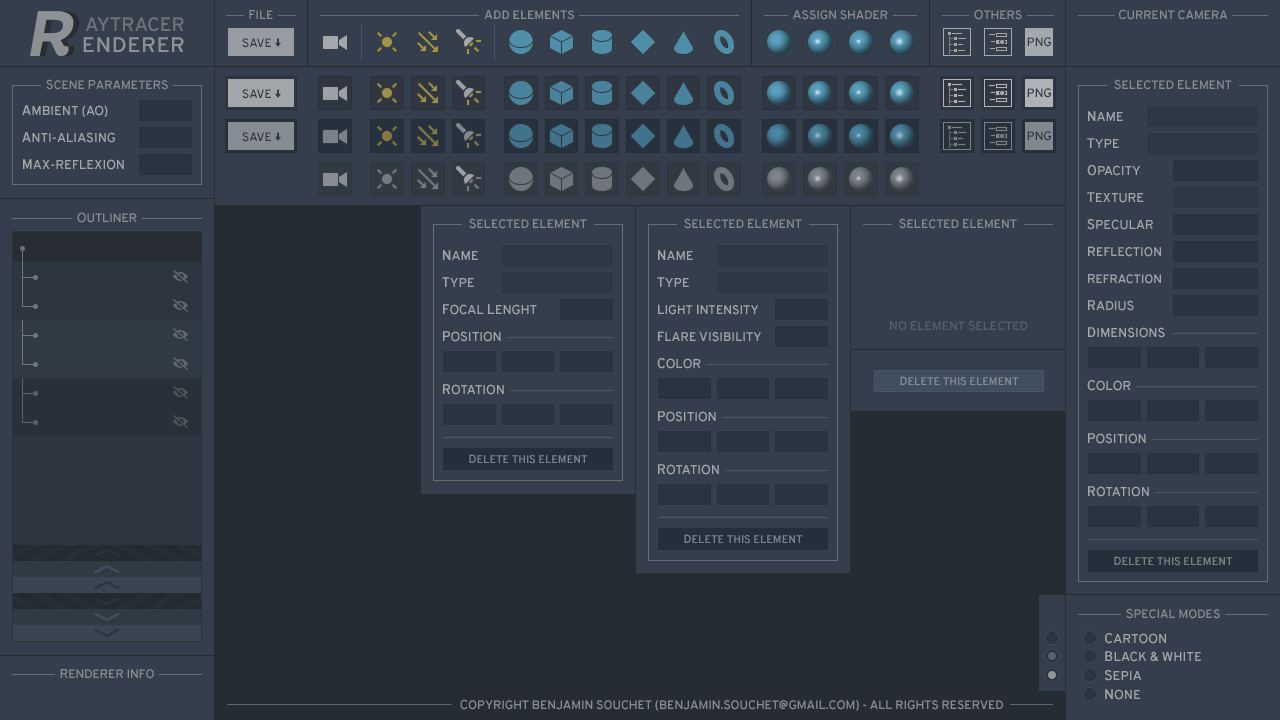 RAYTRACER
RENDERER
FILE
ADD ELEMENTS
ASSIGN SHADER
OTHERS
CURRENT CAMERA
SAVE
PNG
SCENE PARAMETERS
AMBIENT (AO)
ANTI-ALIASING
MAX-REFLEXION
SAVE
PNG
SAVE
PNG
OUTLINER
RENDERER INFO
SELECTED ELEMENT
NAME
TYPE
FOCAL LENGHT
POSITION
ROTATION
DELETE THIS ELEMENT
SELECTED ELEMENT
NAME
TYPE
LIGHT INTENSITY
FLARE VISIBILITY
COLOR
POSITION
ROTATION
DELETE THIS ELEMENT
SELECTED ELEMENT
NO ELEMENT SELECTED
DELETE THIS ELEMENT
SELECTED ELEMENT
NAME
TYPE
OPACITY
TEXTURE
SPECULAR
REFLECTION
REFRACTION
RADIUS
DIMENSIONS
COLOR
POSITION
ROTATION
DELETE THIS ELEMENT
SPECIAL MODES
CARTOON
BLACK & WHITE
SEPIA
NONE
COPYRIGHT BENJAMIN SOUCHET (BENJAMIN.SOUCHET@GMAIL.COM) - ALL RIGHTS RESERVED